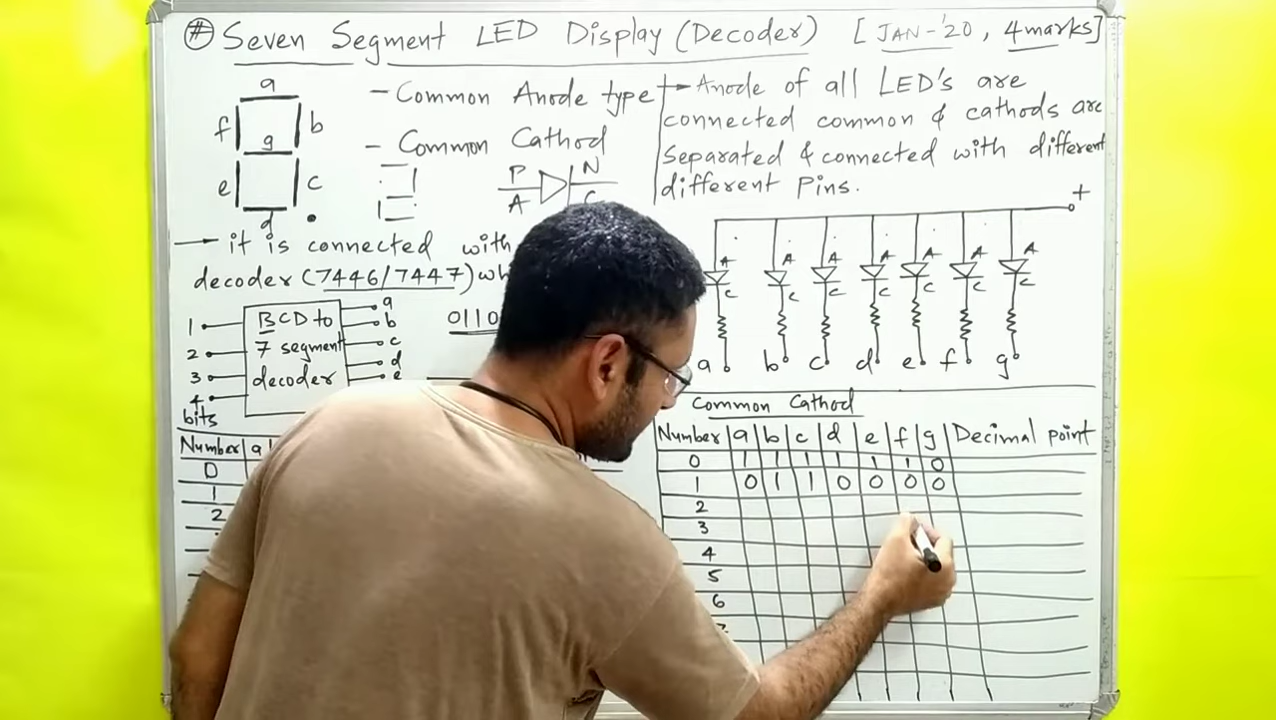 # Seven Segment LED Display (Decoder) [JAN-'20, 4marks]
a
f b
g
e c
d
- Common Anode type
- Common Cathod
P N
A C
→ Anode of all LED's are
connected common & cathods are
Separated & connected with different
different Pins.
→ it is connected with
decoder (7446/7447)
1 2 3 4
bits
BCD to
7 segment
decoder
a
b
c
d
e
0110
+
A A A A A A A
C C C C C C C
a b c d e f g
Number a
0
1
2
Common Cathod
Number a b c d e f g Decimal point
0 1 1 1 1 1 1 0
1 0 1 1 0 0 0 0
2
3
4
5
6